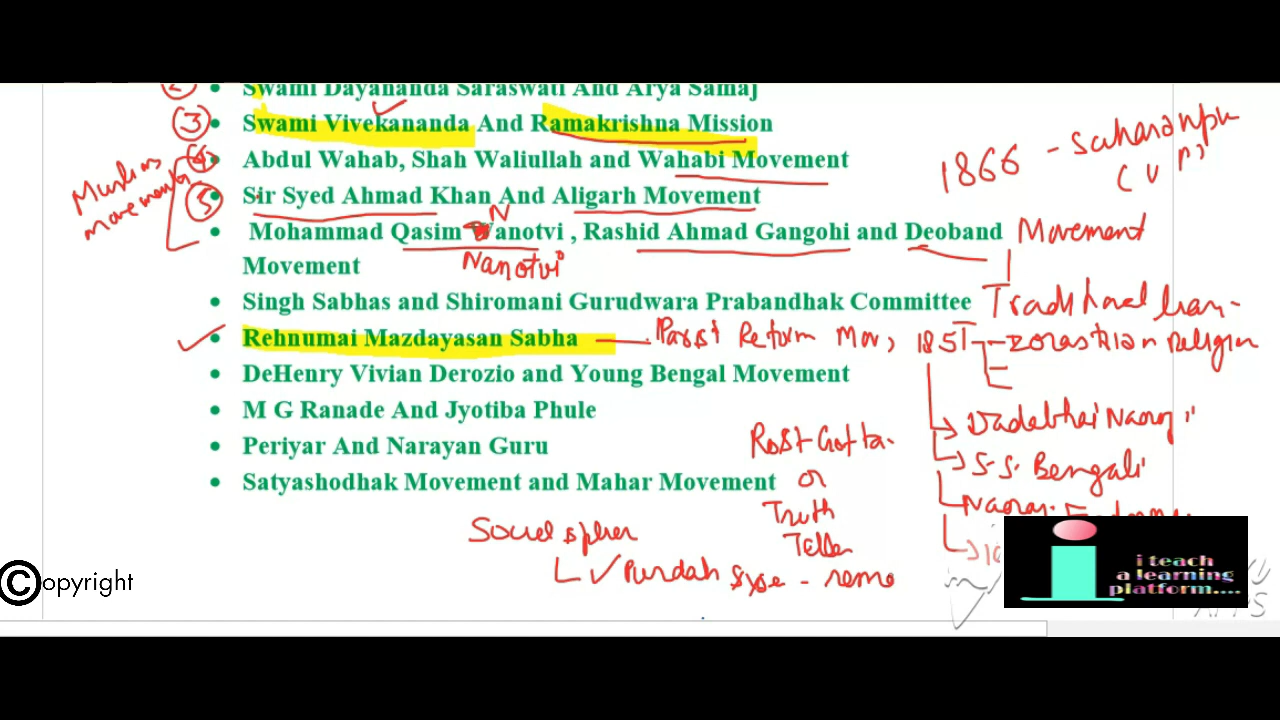 Swami Dayananda Saraswati And Arya Samaj
③ • Swami Vivekananda And Ramakrishna Mission
• Abdul Wahab, Shah Waliullah and Wahabi Movement
1866 - Saharanpu
(U P)
Muslim
movements
⑤ • Sir Syed Ahmad Khan And Aligarh Movement
N
• Mohammad Qasim Wanotvi , Rashid Ahmad Gangohi and Deoband Movement
Movement
Nanotvi
• Singh Sabhas and Shiromani Gurudwara Prabandhak Committee
Traditional
• Rehnumai Mazdayasan Sabha
Parsi Reform Mov, 1851 - zorastrian religion
• DeHenry Vivian Derozio and Young Bengal Movement
• M G Ranade And Jyotiba Phule
Dadabhai Naoroji
• Periyar And Narayan Guru
Rast Gofta.
S.S. Bengali
• Satyashodhak Movement and Mahar Movement
or
Truth
Teller
Social spher
Purdah syse - remo
Copyright
i teach
a learning
platform....